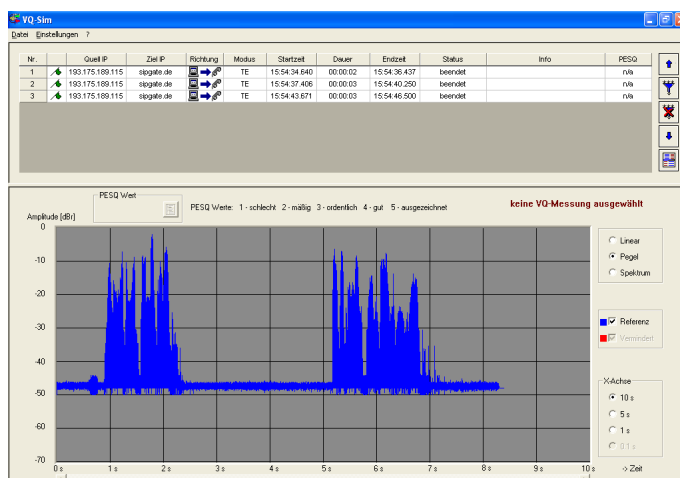 VQ-Sim
Datei Einstellungen ?
Nr. Quell IP Ziel IP Richtung Modus Startzeit Dauer Endzeit Status Info PESQ
1 193.175.189.115 sipgate.de TE 15:54:34.640 00:00:02 15:54:36.437 beendet n/a
2 193.175.189.115 sipgate.de TE 15:54:37.406 00:00:03 15:54:40.250 beendet n/a
3 193.175.189.115 sipgate.de TE 15:54:43.671 00:00:03 15:54:46.500 beendet n/a
PESQ Wert
PESQ Werte: 1 - schlecht 2 - mäßig 3 - ordentlich 4 - gut 5 - ausgezeichnet
keine VQ-Messung ausgewählt
Amplitude [dBr]
0
-10
-20
-30
-40
-50
-60
-70
0 s 1 s 2 s 3 s 4 s 5 s 6 s 7 s 8 s 9 s 10 s -> Zeit
Linear
Pegel
Spektrum
Referenz
Vermindert
X-Achse
10 s
5 s
1 s
0.1 s